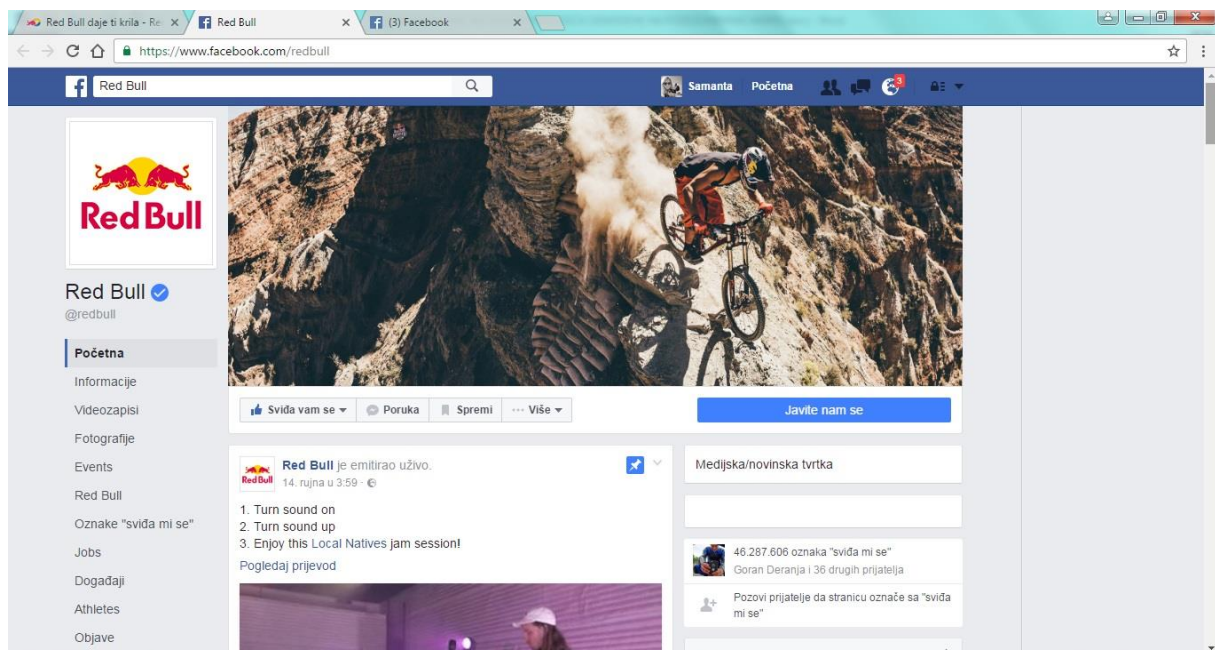 Red Bull daje ti krila - Re
Red Bull
(3) Facebook
https://www.facebook.com/redbull
Red Bull
Samanta
Početna
3
Red Bull
Red Bull
@redbull
Početna
Informacije
Videozapisi
Fotografije
Events
Red Bull
Oznake "sviđa mi se"
Jobs
Događaji
Athletes
Objave
Sviđa vam se
Poruka
Spremi
Više
Javite nam se
Red Bull je emitirao uživo.
Red Bull
14. rujna u 3:59 ·
1. Turn sound on
2. Turn sound up
3. Enjoy this Local Natives jam session!
Pogledaj prijevod
Medijska/novinska tvrtka
46.287.606 oznaka "sviđa mi se"
Goran Deranja i 36 drugih prijatelja
Pozovi prijatelje da stranicu označe sa "sviđa
mi se"